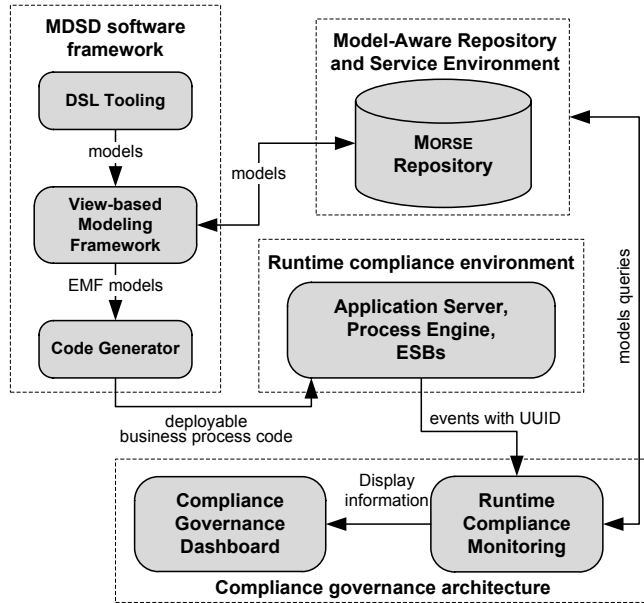 MDSD software
framework
DSL Tooling
models
View-based
Modeling
Framework
EMF models
Code Generator
Model-Aware Repository
and Service Environment
MORSE
Repository
models
models queries
Runtime compliance environment
Application Server,
Process Engine,
ESBs
deployable
business process code
events with UUID
Compliance
Governance
Dashboard
Display
information
Runtime
Compliance
Monitoring
Compliance governance architecture